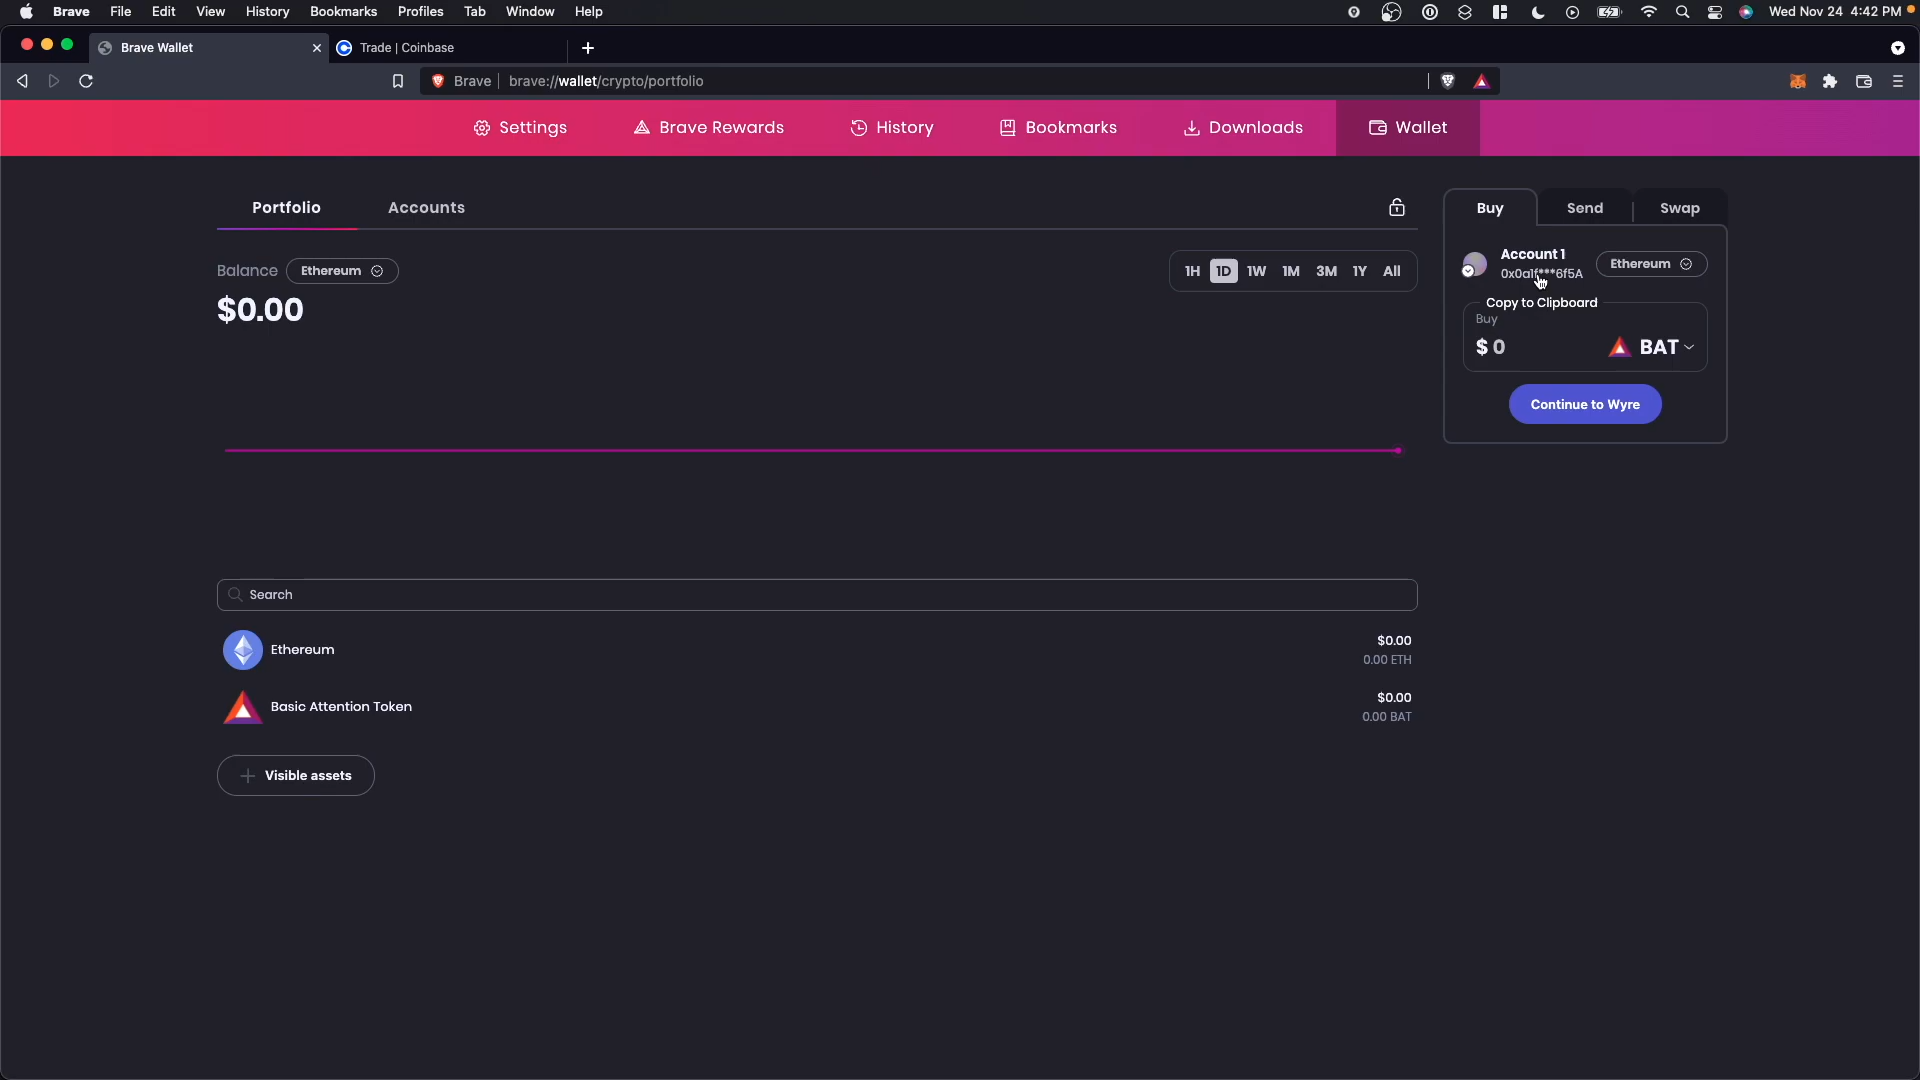 Brave File Edit View History Bookmarks Profiles Tab Window Help Wed Nov 24 4:42 PM
Brave Wallet Trade | Coinbase
Brave brave://wallet/crypto/portfolio
Settings Brave Rewards History Bookmarks Downloads Wallet
Portfolio Accounts
Buy Send Swap
Balance Ethereum
$0.00
1H 1D 1W 1M 3M 1Y All
Account 1
0x0a1f***6f5A
Ethereum
Copy to Clipboard
Buy
$ 0 BAT
Continue to Wyre
Search
Ethereum $0.00
0.00 ETH
Basic Attention Token $0.00
0.00 BAT
Visible assets